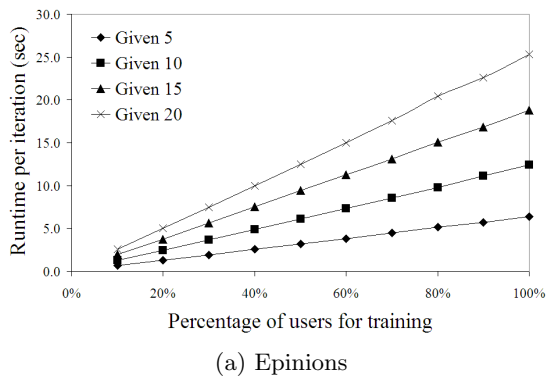 30.0
25.0
20.0
15.0
10.0
5.0
0.0
Runtime per iteration (sec)
Given 5
Given 10
Given 15
Given 20
0% 20% 40% 60% 80% 100%
Percentage of users for training
(a) Epinions